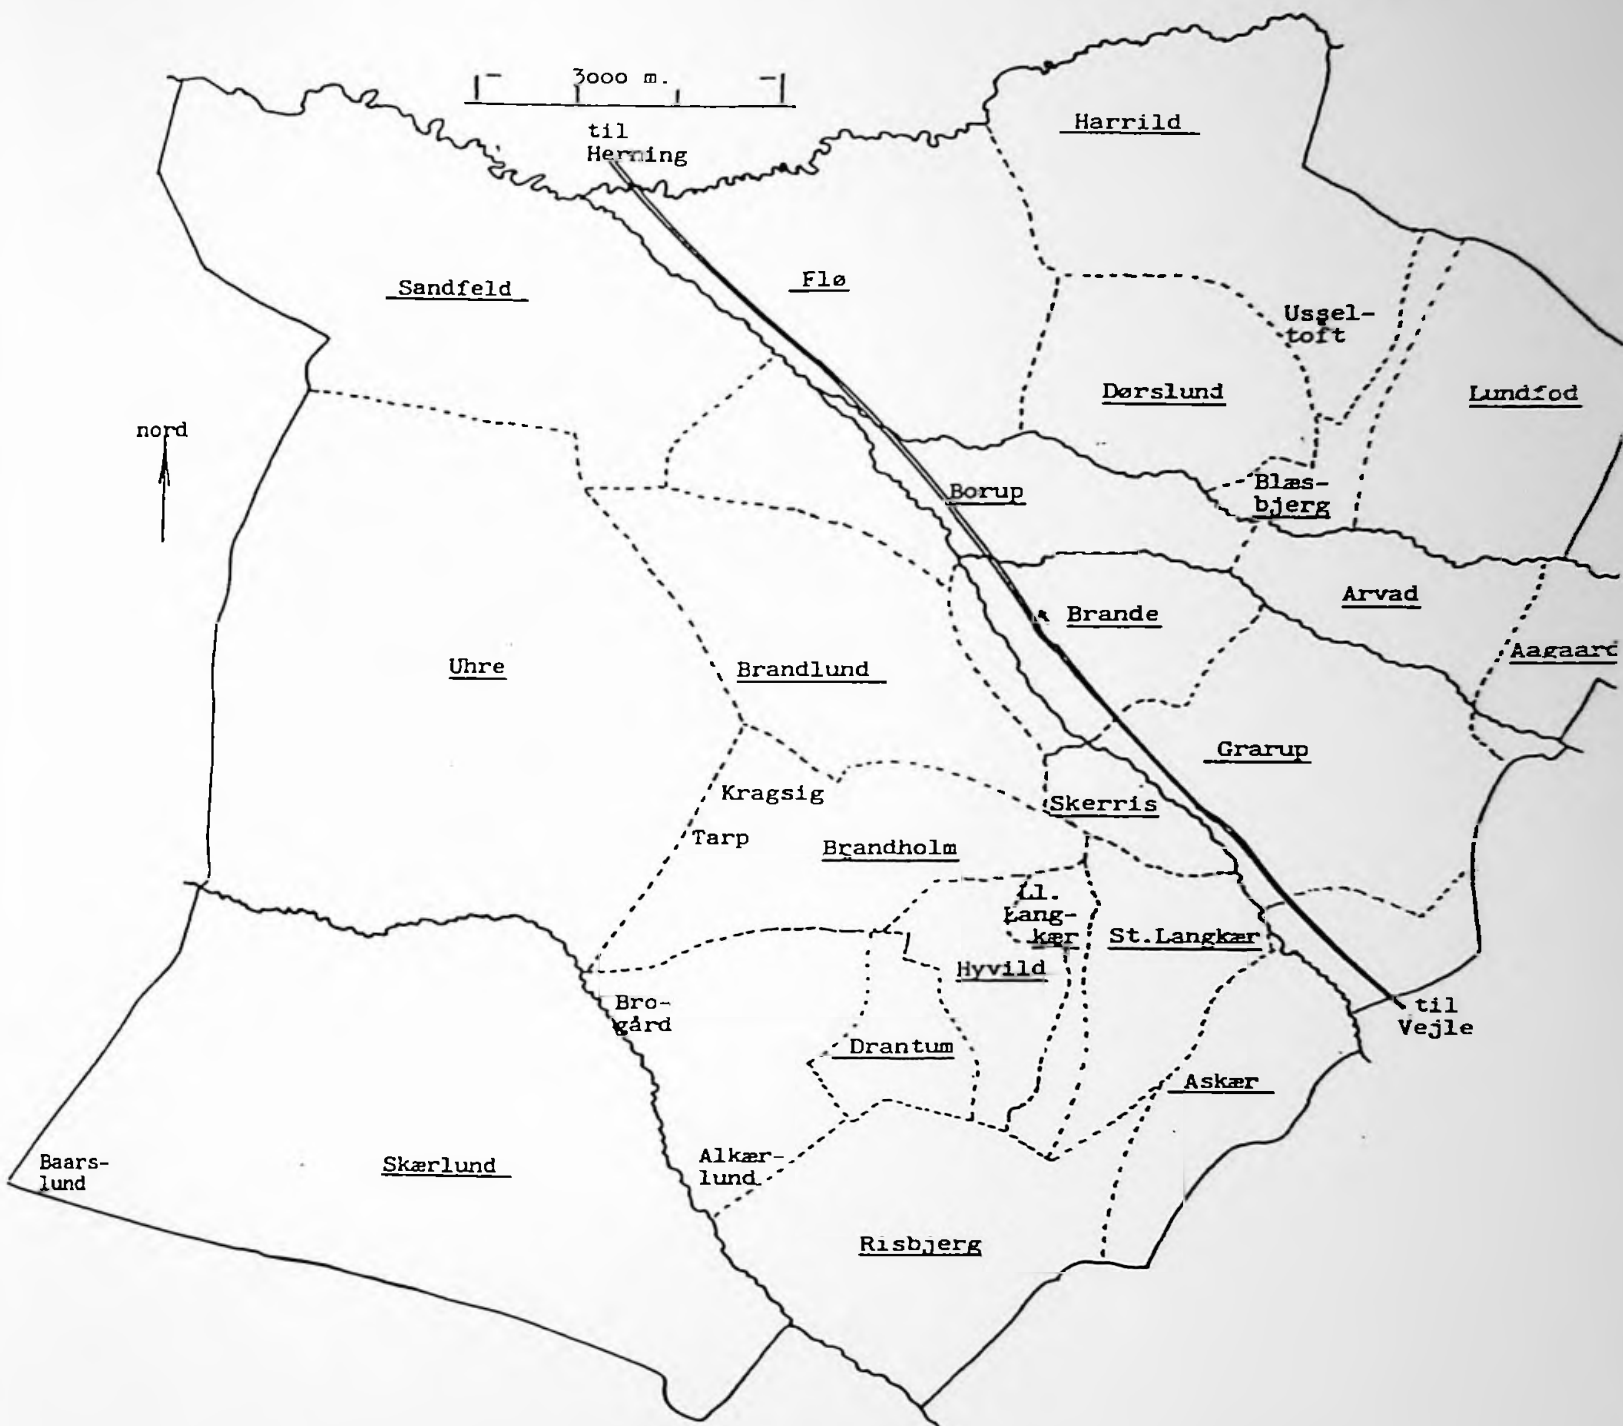 3000 m.
til
Herning
Harrild
Sandfeld
Flø
Ussel-
toft
Dørslund
Lundfod
nord
Borup
Blæs-
bjerg
Arvad
Brande
Aagaard
Uhre
Brandlund
Grarup
Kragsig
Skerris
Tarp
Brandholm
Ll.
Lang-
kær
St.Langkær
Hyvild
Bro-
gård
til
Vejle
Drantum
Askær
Baars-
lund
Skærlund
Alkær-
lund
Risbjerg